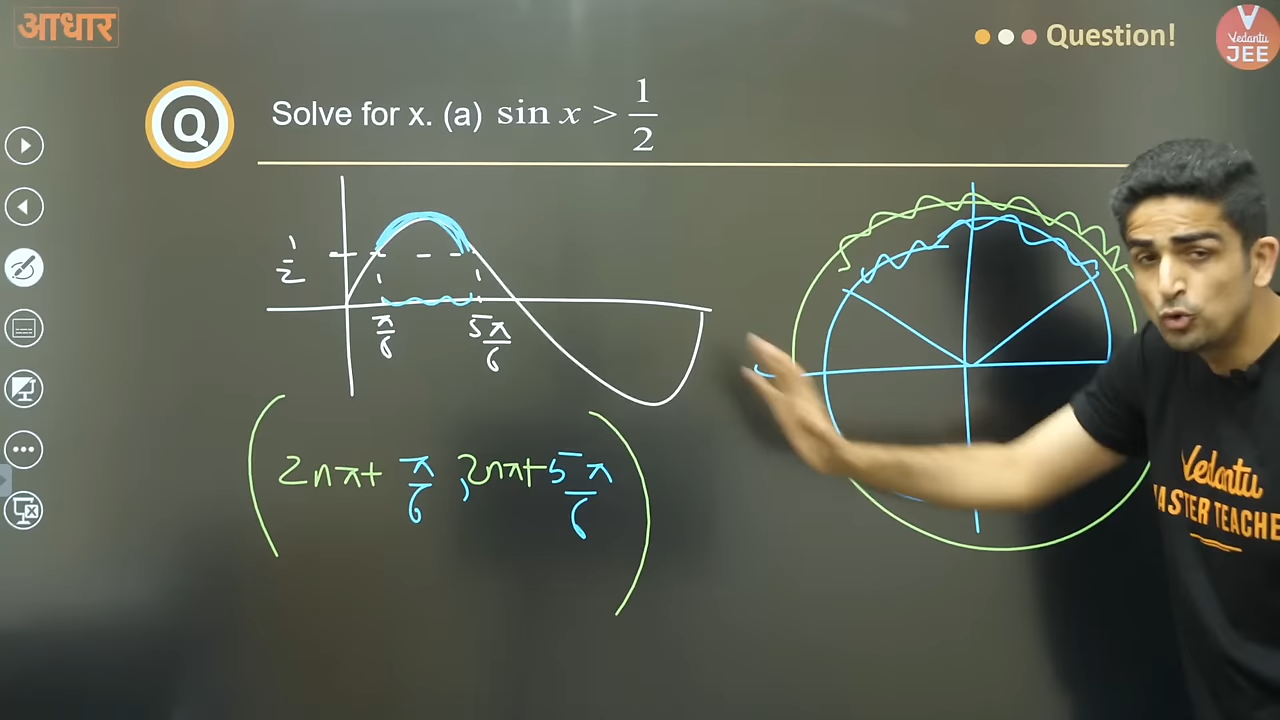 आधार
Question!
Vedantu
JEE
Q
Solve for x. (a) sin x > 1/2
1/2
π/6
5π/6
(2nπ+ π/6 , 2nπ+ 5π/6)
Vedantu
MASTER TEACHE